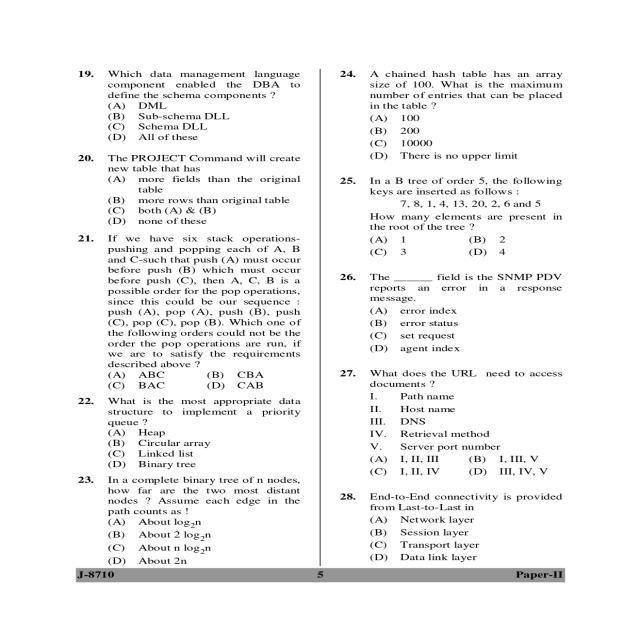 19. Which data management language
component enabled the DBA to
define the schema components ?
(A) DML
(B) Sub-schema DLL
(C) Schema DLL
(D) All of these
20. The PROJECT Command will create
new table that has
(A) more fields than the original
table
(B) more rows than original table
(C) both (A) & (B)
(D) none of these
21. If we have six stack operations-
pushing and popping each of A, B
and C-such that push (A) must occur
before push (B) which must occur
before push (C), then A, C, B is a
possible order for the pop operations,
since this could be our sequence :
push (A), pop (A), push (B), push
(C), pop (C), pop (B). Which one of
the following orders could not be the
order the pop operations are run, if
we are to satisfy the requirements
described above ?
(A) ABC (B) CBA
(C) BAC (D) CAB
22. What is the most appropriate data
structure to implement a priority
queue ?
(A) Heap
(B) Circular array
(C) Linked list
(D) Binary tree
23. In a complete binary tree of n nodes,
how far are the two most distant
nodes ? Assume each edge in the
path counts as !
(A) About log₂n
(B) About 2 log₂n
(C) About n log₂n
(D) About 2n
24. A chained hash table has an array
size of 100. What is the maximum
number of entries that can be placed
in the table ?
(A) 100
(B) 200
(C) 10000
(D) There is no upper limit
25. In a B tree of order 5, the following
keys are inserted as follows :
7, 8, 1, 4, 13, 20, 2, 6 and 5
How many elements are present in
the root of the tree ?
(A) 1 (B) 2
(C) 3 (D) 4
26. The ______ field is the SNMP PDV
reports an error in a response
message.
(A) error index
(B) error status
(C) set request
(D) agent index
27. What does the URL need to access
documents ?
I. Path name
II. Host name
III. DNS
IV. Retrieval method
V. Server port number
(A) I, II, III (B) I, III, V
(C) I, II, IV (D) III, IV, V
28. End-to-End connectivity is provided
from Last-to-Last in
(A) Network layer
(B) Session layer
(C) Transport layer
(D) Data link layer
J-8710 5 Paper-II